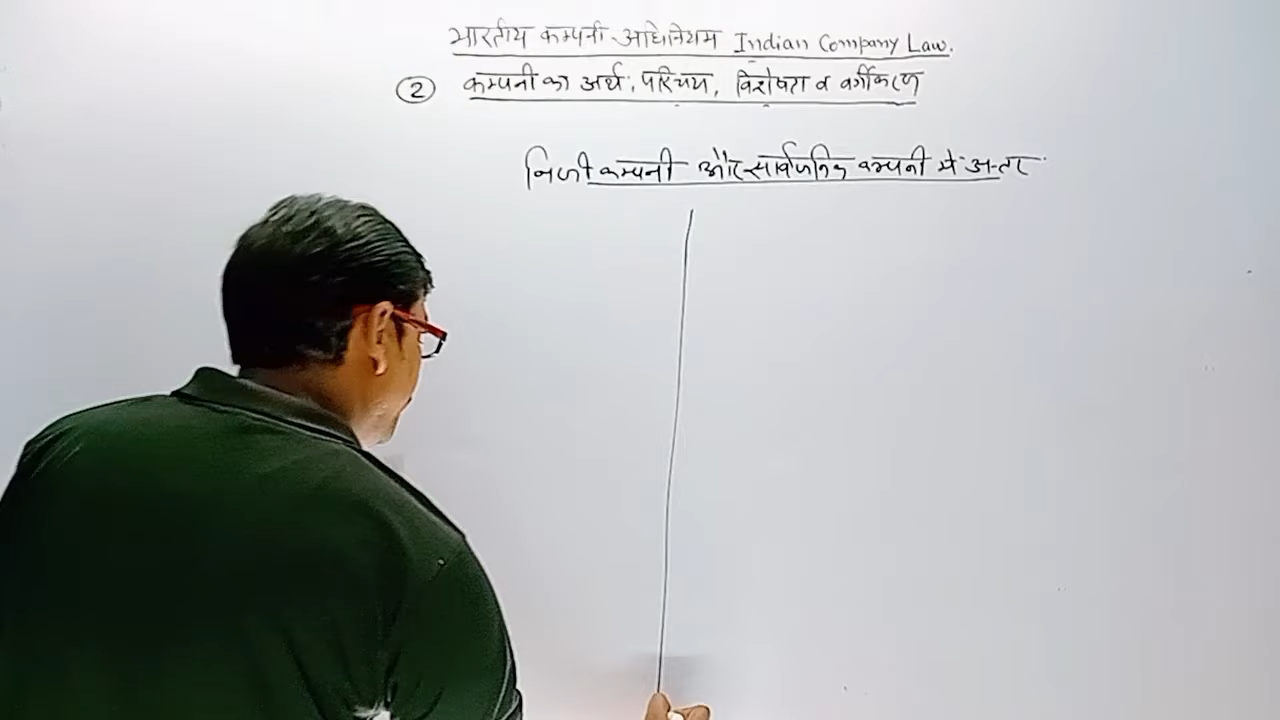 भारतीय कम्पनी अधिनियम Indian Company Law.
② कम्पनी का अर्थ, परिचय, विशेषता व वर्गीकरण
निजी कम्पनी और सार्वजनिक कम्पनी में अन्तर